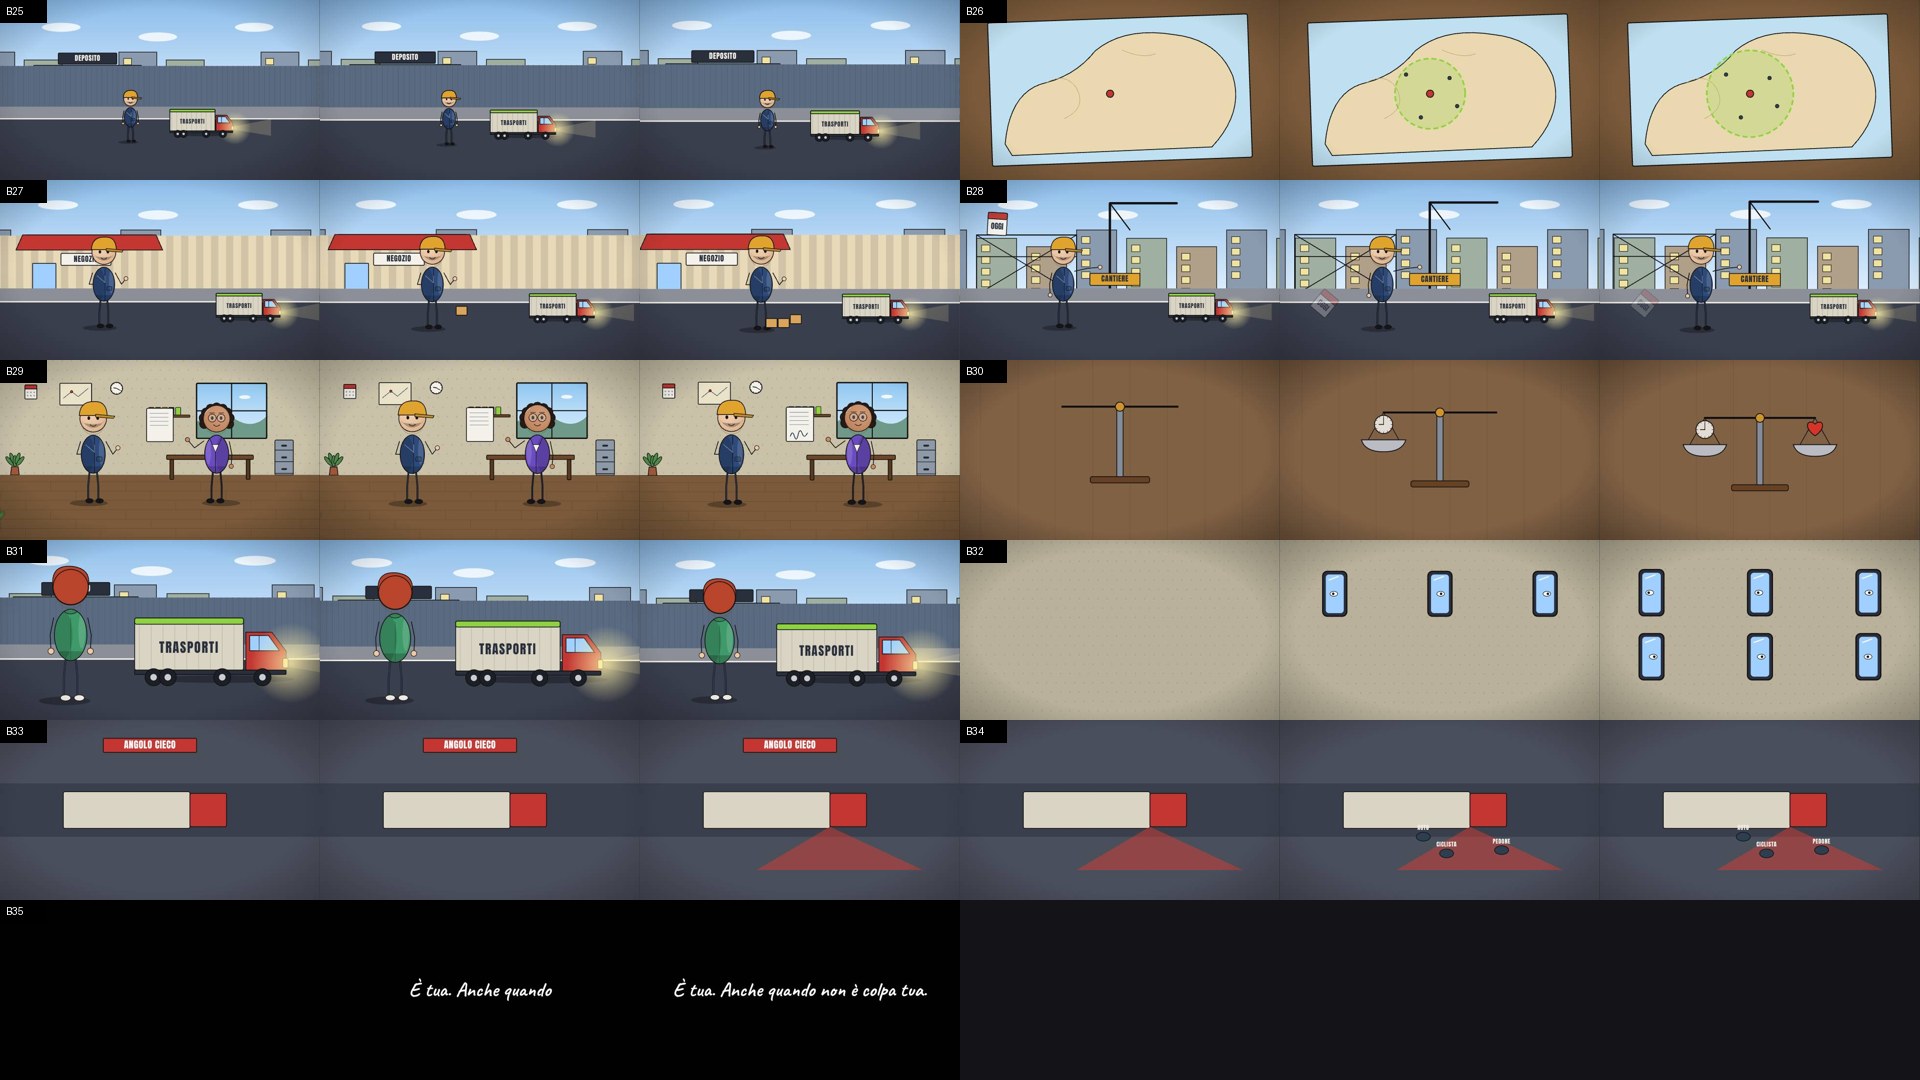 B25
DEPOSITO
TRASPORTI
DEPOSITO
TRASPORTI
DEPOSITO
TRASPORTI
B26
B27
NEGOZIO
TRASPORTI
NEGOZIO
TRASPORTI
NEGOZIO
TRASPORTI
B28
OGGI
CANTIERE
TRASPORTI
CANTIERE
TRASPORTI
CANTIERE
TRASPORTI
B29
B30
B31
TRASPORTI
TRASPORTI
TRASPORTI
B32
B33
ANGOLO CIECO
ANGOLO CIECO
ANGOLO CIECO
B34
CICLISTA
PEDONE
CICLISTA
PEDONE
B35
È tua. Anche quando
È tua. Anche quando non è colpa tua.